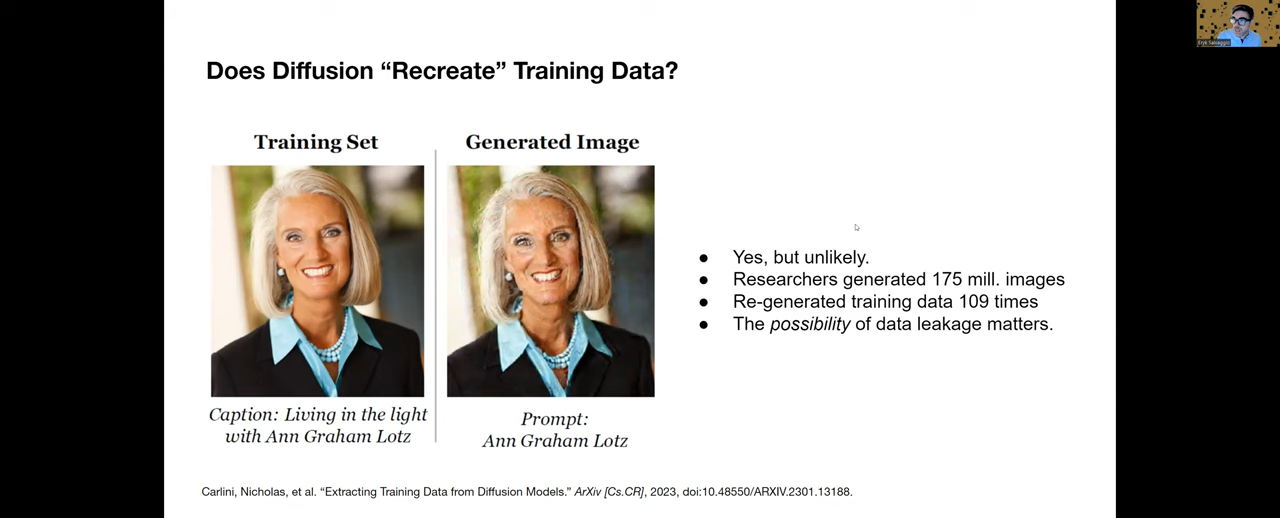 Eryk Salvaggio
Does Diffusion “Recreate” Training Data?
Training Set
Generated Image
Caption: Living in the light
with Ann Graham Lotz
Prompt:
Ann Graham Lotz
● Yes, but unlikely.
● Researchers generated 175 mill. images
● Re-generated training data 109 times
● The possibility of data leakage matters.
Carlini, Nicholas, et al. “Extracting Training Data from Diffusion Models.” ArXiv [Cs.CR], 2023, doi:10.48550/ARXIV.2301.13188.